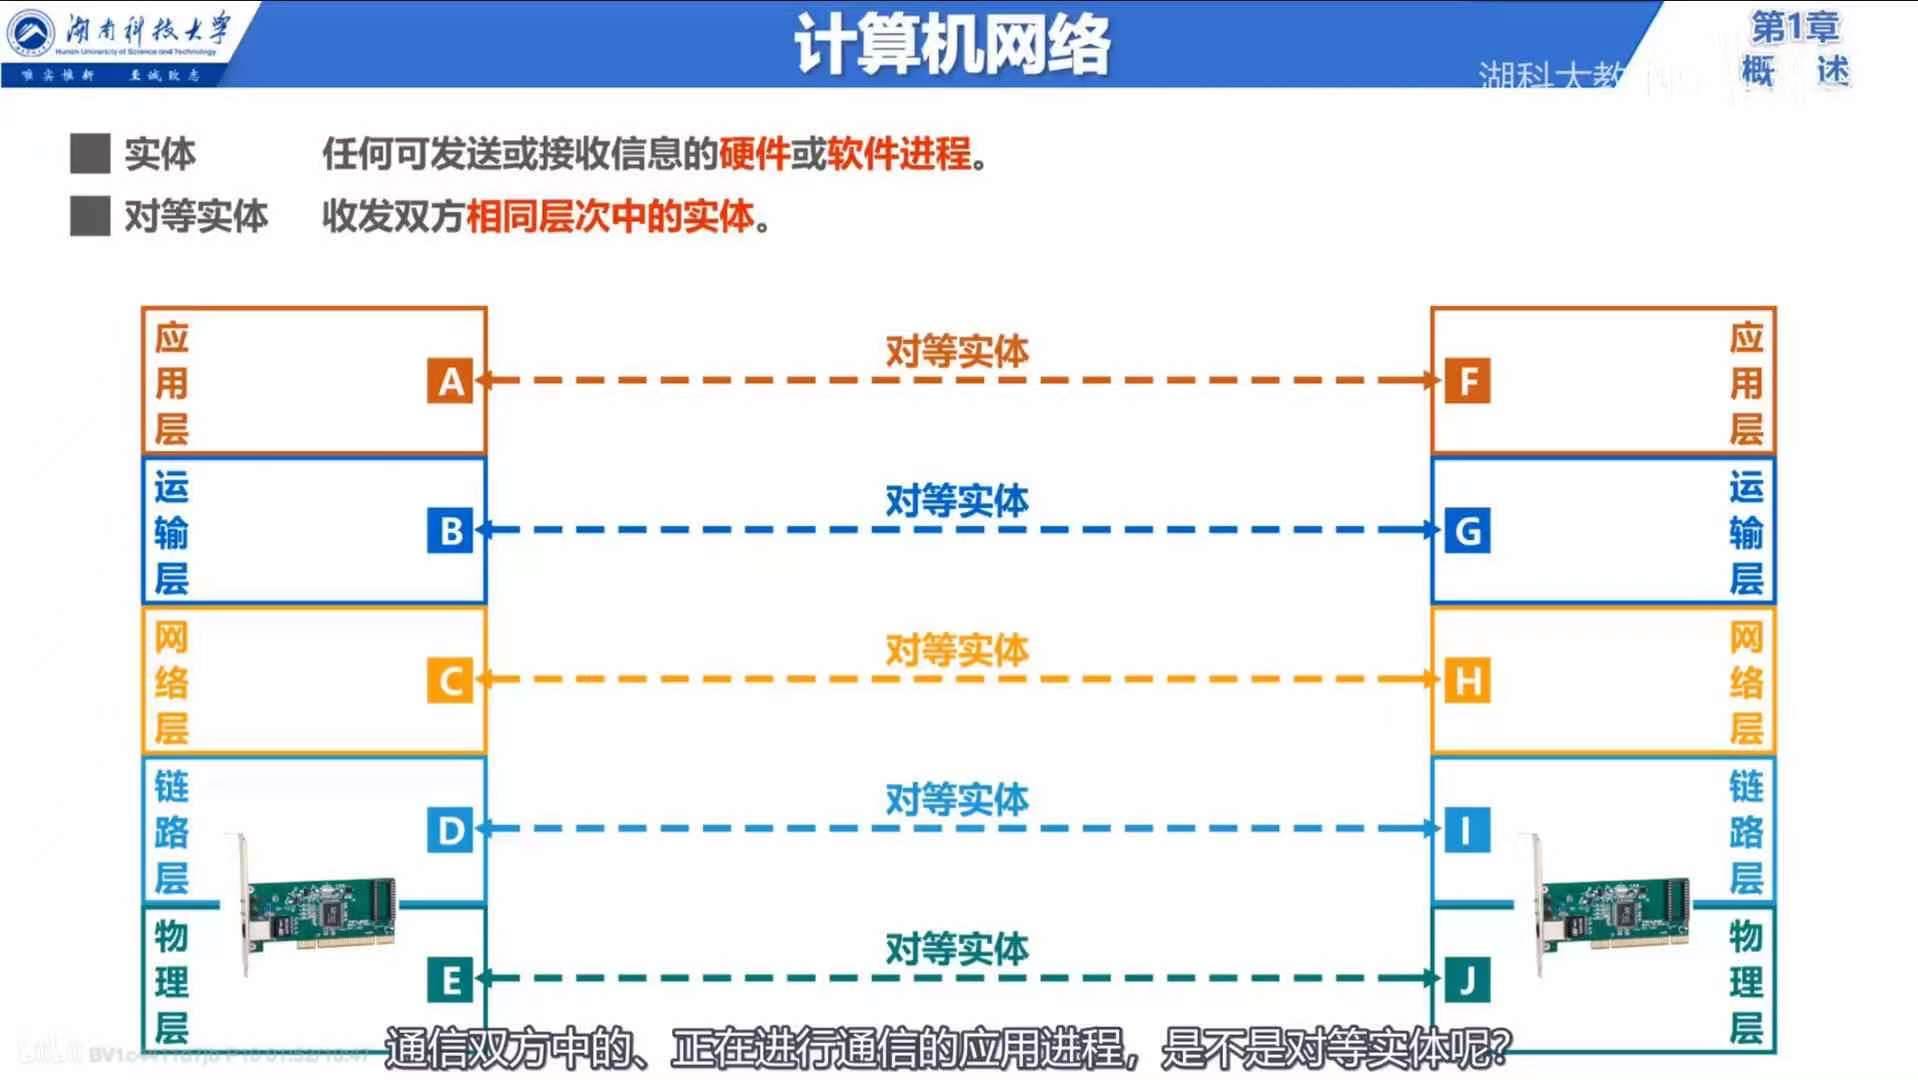 湖南科技大学
Hunan University of Science and Technology
唯实惟新 至诚致志
计算机网络
第1章
概 述
湖科大教
实体 任何可发送或接收信息的硬件或软件进程。
对等实体 收发双方相同层次中的实体。
应用层 A 对等实体 F 应用层
运输层 B 对等实体 G 运输层
网络层 C 对等实体 H 网络层
链路层 D 对等实体 I 链路层
物理层 E 对等实体 J 物理层
通信双方中的、正在进行通信的应用进程，是不是对等实体呢？